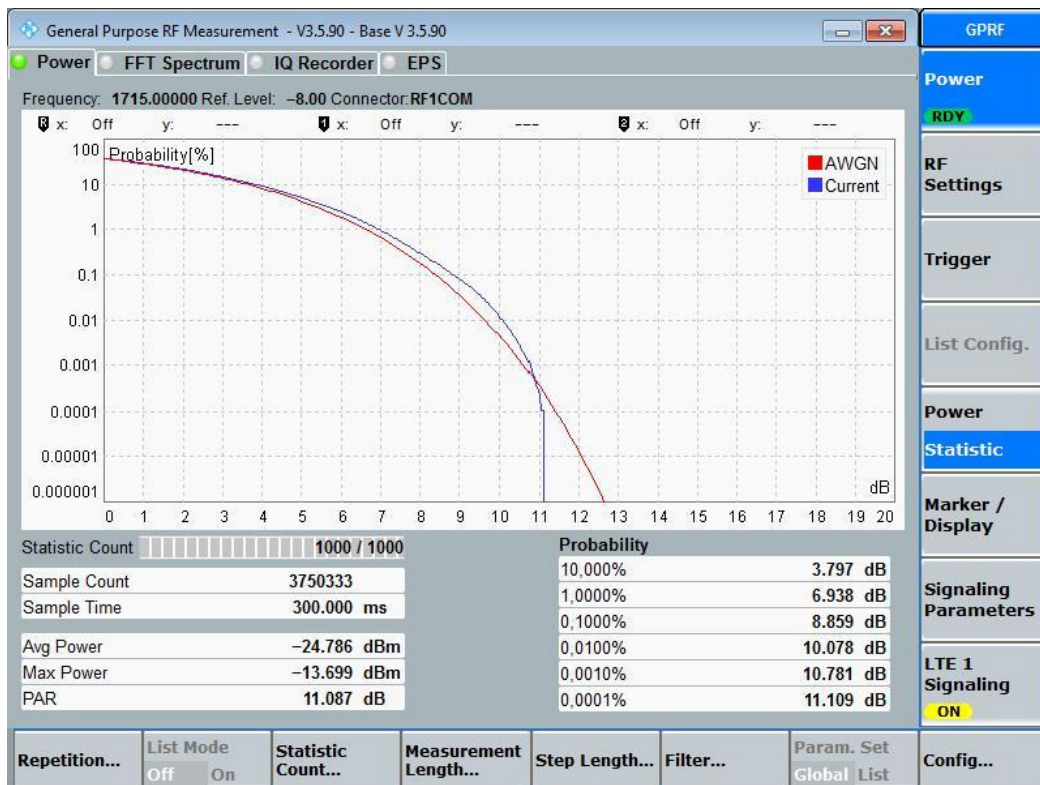 General Purpose RF Measurement - V3.5.90 - Base V 3.5.90
GPRF
Power FFT Spectrum IQ Recorder EPS
Frequency: 1715.00000 Ref. Level: −8.00 Connector:RF1COM
R x: Off y: --- 1 x: Off y: --- 2 x: Off y: ---
Probability[%]
AWGN
Current
100
10
1
0.1
0.01
0.001
0.0001
0.00001
0.000001
dB
0 1 2 3 4 5 6 7 8 9 10 11 12 13 14 15 16 17 18 19 20
Statistic Count 1000 / 1000
Sample Count 3750333
Sample Time 300.000 ms
Avg Power −24.786 dBm
Max Power −13.699 dBm
PAR 11.087 dB
Probability
10,000% 3.797 dB
1,0000% 6.938 dB
0,1000% 8.859 dB
0,0100% 10.078 dB
0,0010% 10.781 dB
0,0001% 11.109 dB
Power
RDY
RF
Settings
Trigger
List Config.
Power
Statistic
Marker /
Display
Signaling
Parameters
LTE 1
Signaling
ON
Repetition...
List Mode
Off On
Statistic
Count...
Measurement
Length...
Step Length...
Filter...
Param. Set
Global List
Config...